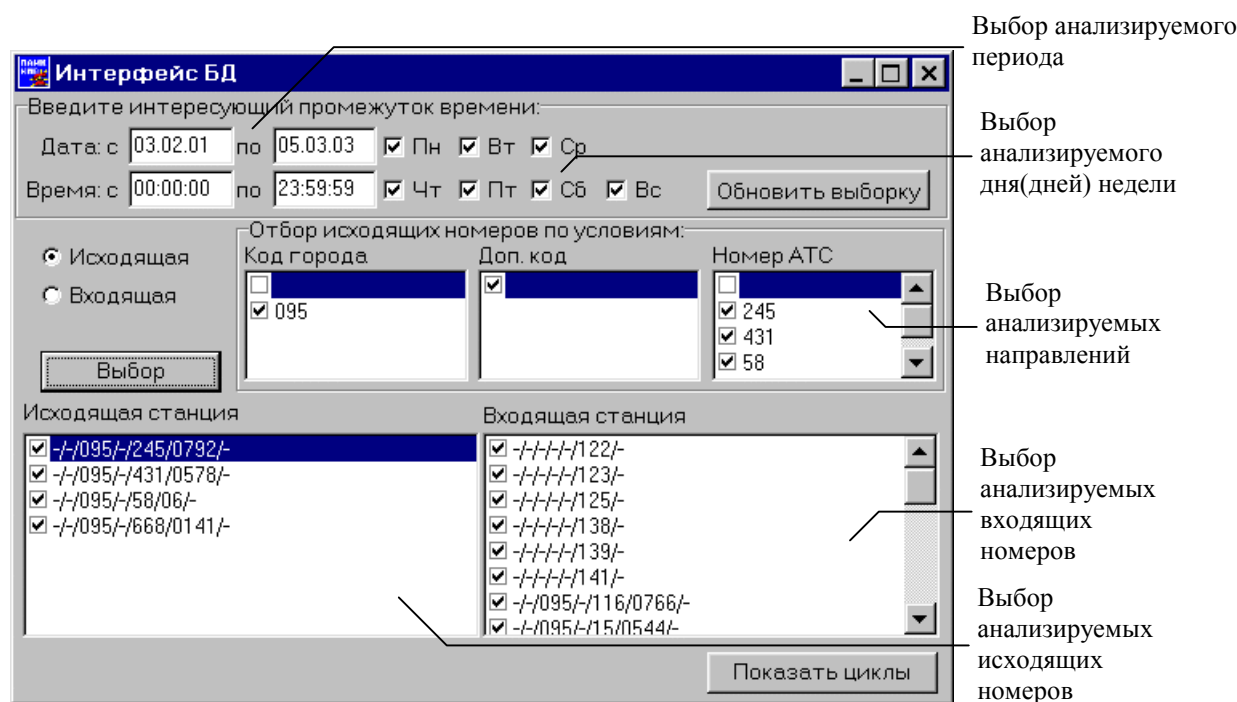 Выбор анализируемого
периода
Интерфейс БД
Введите интересующий промежуток времени:
Дата: с 03.02.01 по 05.03.03 Пн Вт Ср
Время: с 00:00:00 по 23:59:59 Чт Пт Сб Вс Обновить выборку
Выбор
анализируемого
дня(дней) недели
Отбор исходящих номеров по условиям:
Исходящая
Входящая
Выбор
Код города
095
Доп. код
Номер АТС
245
431
58
Выбор
анализируемых
направлений
Исходящая станция
-/-/095/-/245/0792/-
-/-/095/-/431/0578/-
-/-/095/-/58/06/-
-/-/095/-/668/0141/-
Входящая станция
-/-/-/-/-/122/-
-/-/-/-/-/123/-
-/-/-/-/-/125/-
-/-/-/-/-/138/-
-/-/-/-/-/139/-
-/-/-/-/-/141/-
-/-/095/-/116/0766/-
-/-/095/-/15/0544/-
Выбор
анализируемых
входящих
номеров
Выбор
анализируемых
исходящих
номеров
Показать циклы